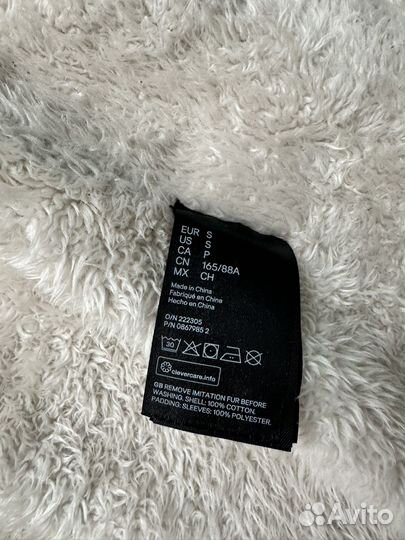 EUR S
US S
CA P
CN 165/88A
MX CH
Made in China
Fabriqué en Chine
Hecho en China
O/N 222305
P/N 0867985 2
30
clevercare.info
GB REMOVE IMITATION FUR BEFORE
WASHING. SHELL: 100% COTTON.
PADDING: SLEEVES: 100% POLYESTER.
Avito